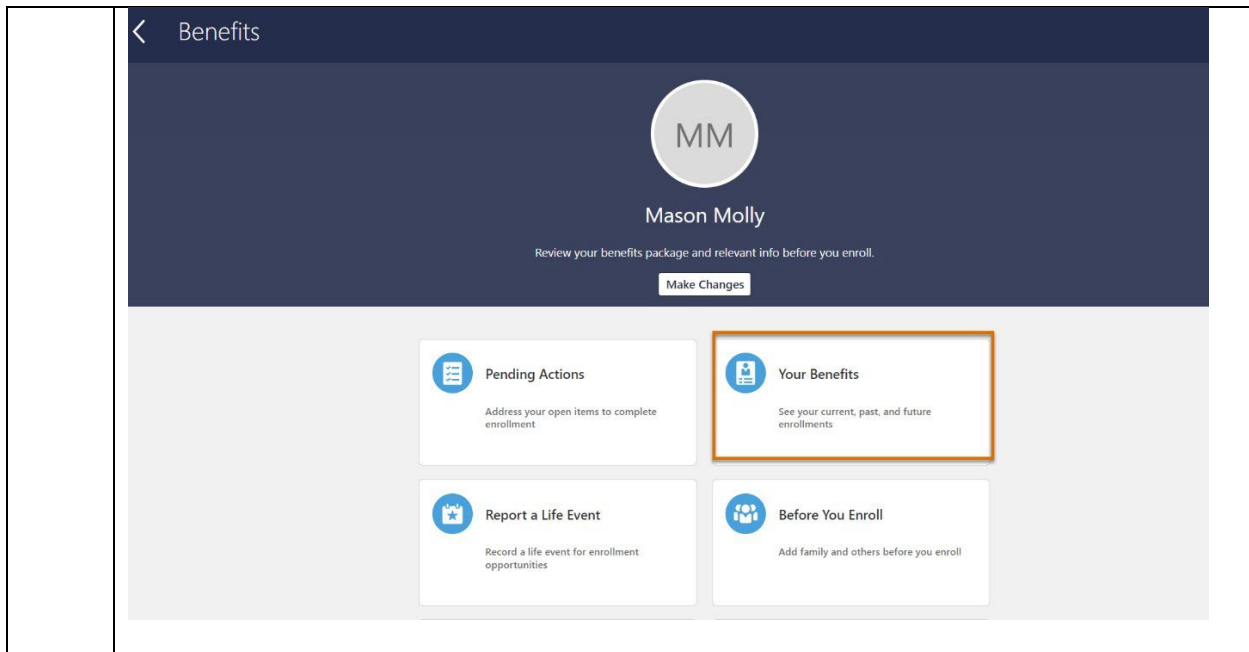 Benefits
MM
Mason Molly
Review your benefits package and relevant info before you enroll.
Make Changes
Pending Actions
Address your open items to complete
enrollment
Your Benefits
See your current, past, and future
enrollments
Report a Life Event
Record a life event for enrollment
opportunities
Before You Enroll
Add family and others before you enroll